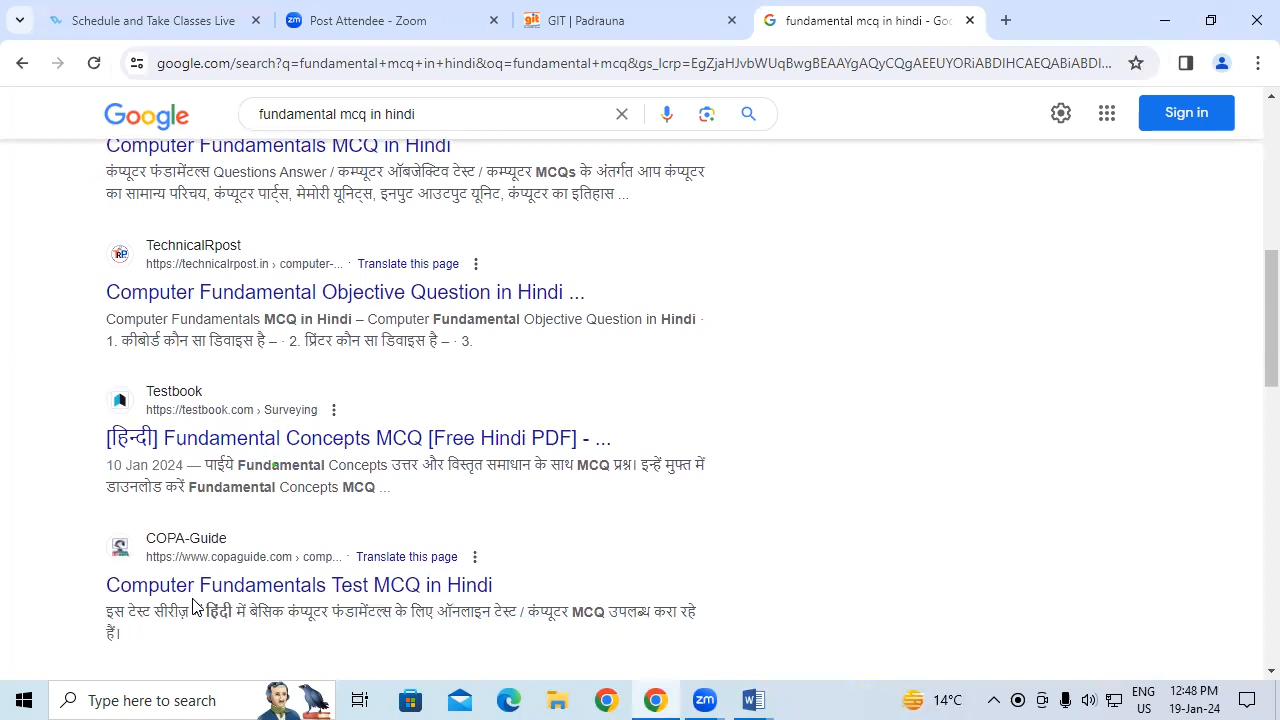 Schedule and Take Classes Live
Post Attendee - Zoom
GIT | Padrauna
fundamental mcq in hindi - Goo
google.com/search?q=fundamental+mcq+in+hindi&oq=fundamental+mcq&gs_lcrp=EgZjaHJvbWUqBwgBEAAYgAQyCQgAEEUYORiABDIHCAEQABiABDI...
Google
fundamental mcq in hindi
Sign in
Computer Fundamentals MCQ in Hindi
कंप्यूटर फंडामेंटल्स Questions Answer / कम्प्यूटर ऑब्जेक्टिव टेस्ट / कम्प्यूटर MCQs के अंतर्गत आप कंप्यूटर
का सामान्य परिचय, कंप्यूटर पार्ट्स, मेमोरी यूनिट्स, इनपुट आउटपुट यूनिट, कंप्यूटर का इतिहास ...
TechnicalRpost
https://technicalrpost.in › computer-... · Translate this page
Computer Fundamental Objective Question in Hindi ...
Computer Fundamentals MCQ in Hindi – Computer Fundamental Objective Question in Hindi ·
1. कीबोर्ड कौन सा डिवाइस है – · 2. प्रिंटर कौन सा डिवाइस है – · 3.
Testbook
https://testbook.com › Surveying
[हिन्दी] Fundamental Concepts MCQ [Free Hindi PDF] - ...
10 Jan 2024 — पाईये Fundamental Concepts उत्तर और विस्तृत समाधान के साथ MCQ प्रश्न। इन्हें मुफ्त में
डाउनलोड करें Fundamental Concepts MCQ ...
COPA-Guide
https://www.copaguide.com › comp... · Translate this page
Computer Fundamentals Test MCQ in Hindi
इस टेस्ट सीरीज़ हिंदी में बेसिक कंप्यूटर फंडामेंटल्स के लिए ऑनलाइन टेस्ट / कंप्यूटर MCQ उपलब्ध करा रहे
हैं।
Type here to search
14°C
ENG
US
12:48 PM
19-Jan-24